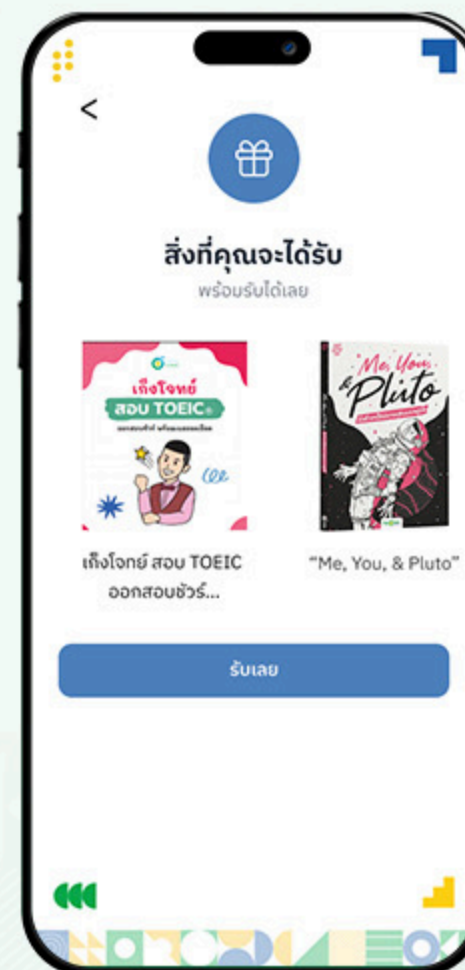 <
สิ่งที่คุณจะได้รับ
พร้อมรับได้เลย
เก็งโจทย์
สอบ TOEIC
Me, You,
& Pluto
เก็งโจทย์ สอบ TOEIC
ออกสอบชัวร์...
“Me, You, & Pluto”
รับเลย